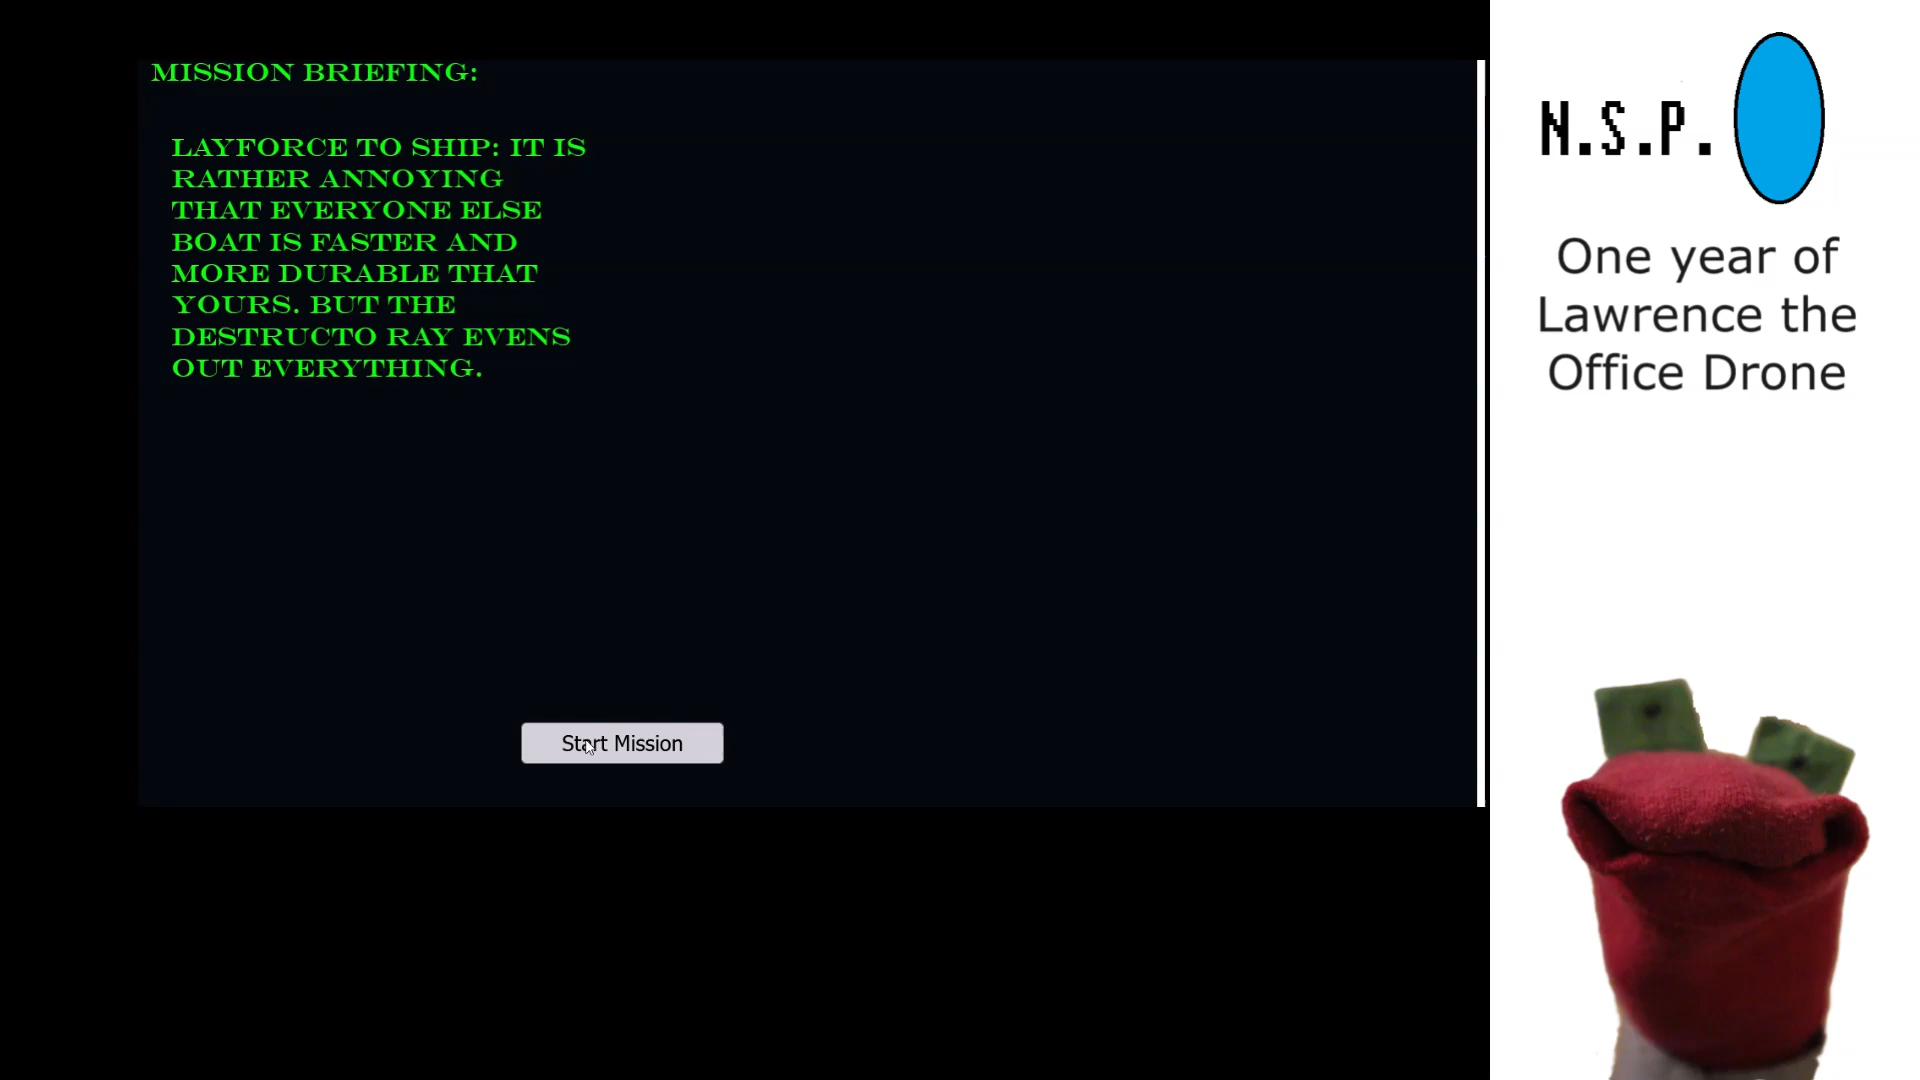 MISSION BRIEFING:
LAYFORCE TO SHIP: IT IS
RATHER ANNOYING
THAT EVERYONE ELSE
BOAT IS FASTER AND
MORE DURABLE THAT
YOURS. BUT THE
DESTRUCTO RAY EVENS
OUT EVERYTHING.
Start Mission
N.S.P.
One year of
Lawrence the
Office Drone